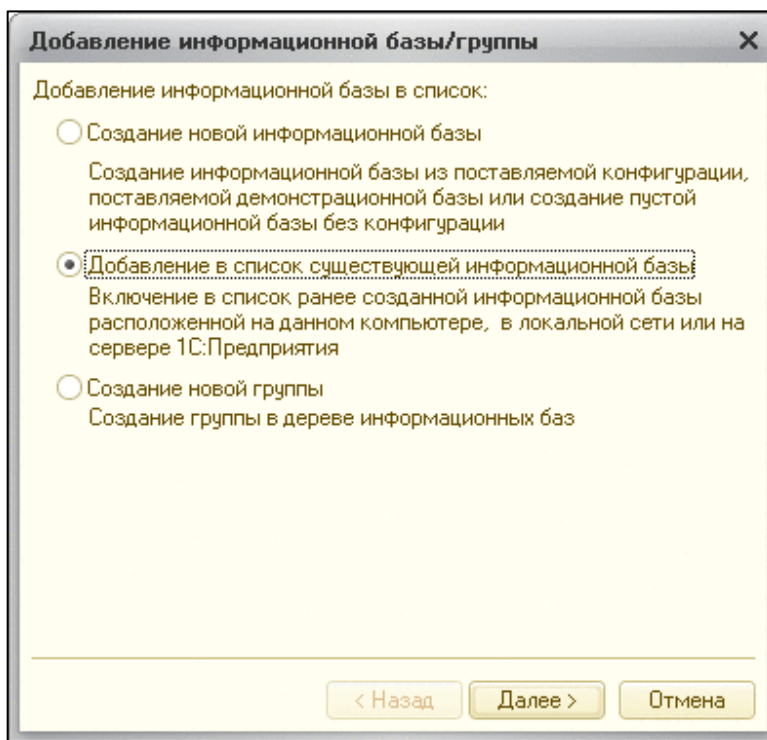 Добавление информационной базы/группы
Добавление информационной базы в список:
Создание новой информационной базы
Создание информационной базы из поставляемой конфигурации,
поставляемой демонстрационной базы или создание пустой
информационной базы без конфигурации
Добавление в список существующей информационной базы
Включение в список ранее созданной информационной базы
расположенной на данном компьютере, в локальной сети или на
сервере 1С:Предприятия
Создание новой группы
Создание группы в дереве информационных баз
< Назад Далее > Отмена